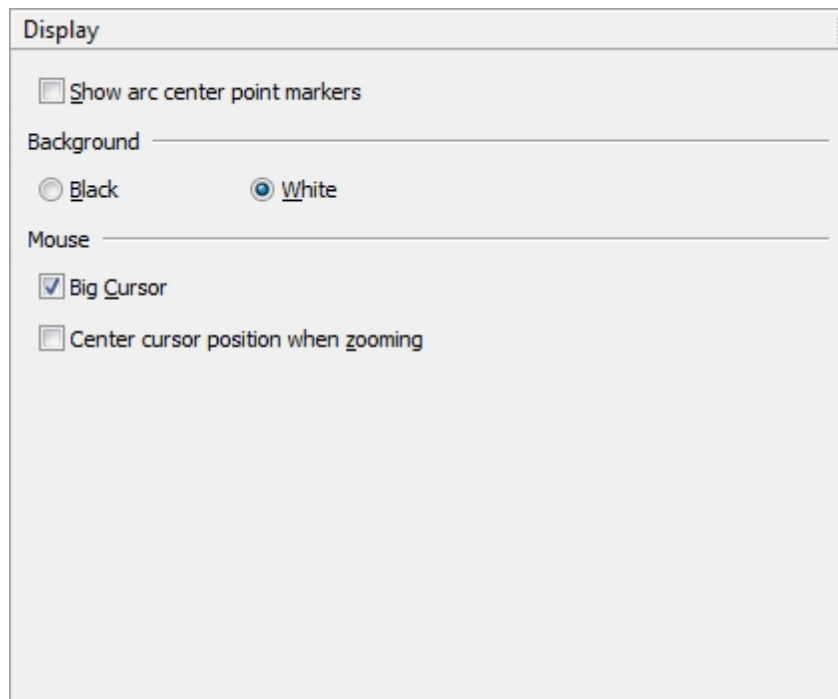 Display
Show arc center point markers
Background
Black White
Mouse
Big Cursor
Center cursor position when zooming